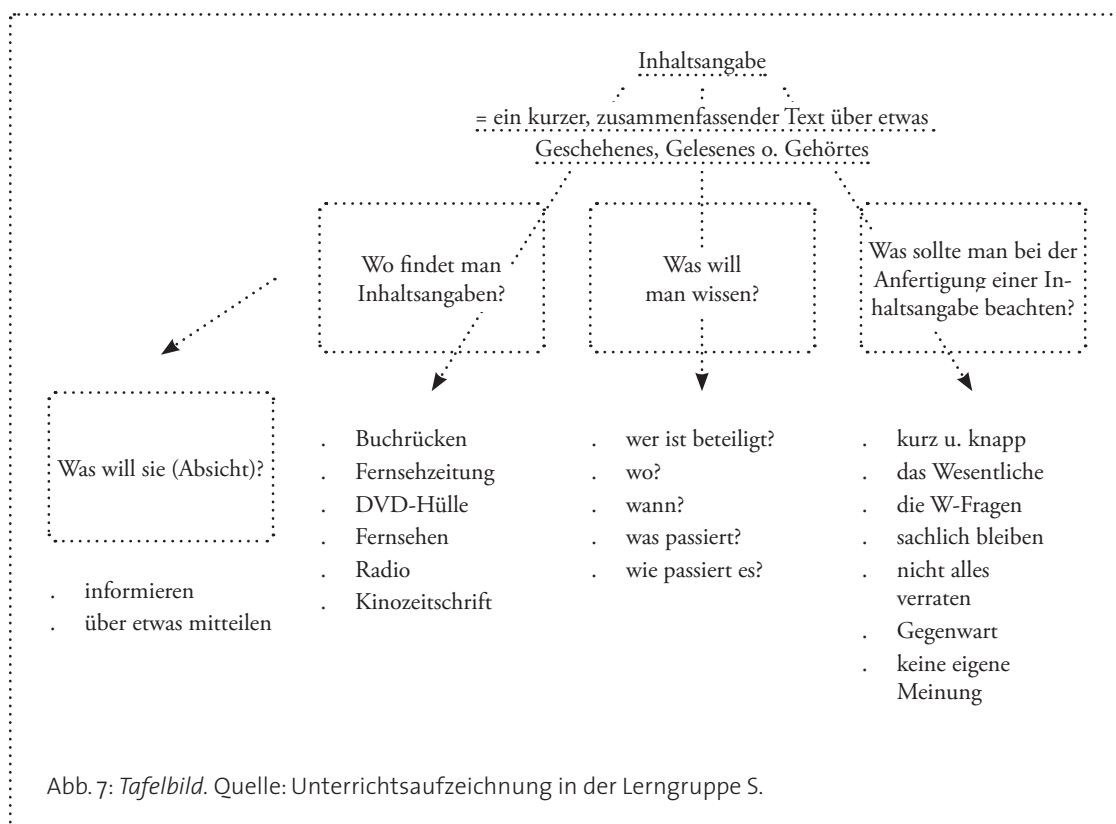 Inhaltsangabe
= ein kurzer, zusammenfassender Text über etwas
Geschehenes, Gelesenes o. Gehörtes
Was will sie (Absicht)?
. informieren
. über etwas mitteilen
Wo findet man
Inhaltsangaben?
. Buchrücken
. Fernsehzeitung
. DVD-Hülle
. Fernsehen
. Radio
. Kinozeitschrift
Was will
man wissen?
. wer ist beteiligt?
. wo?
. wann?
. was passiert?
. wie passiert es?
Was sollte man bei der
Anfertigung einer In-
haltsangabe beachten?
. kurz u. knapp
. das Wesentliche
. die W-Fragen
. sachlich bleiben
. nicht alles
verraten
. Gegenwart
. keine eigene
Meinung
Abb. 7: Tafelbild. Quelle: Unterrichtsaufzeichnung in der Lerngruppe S.